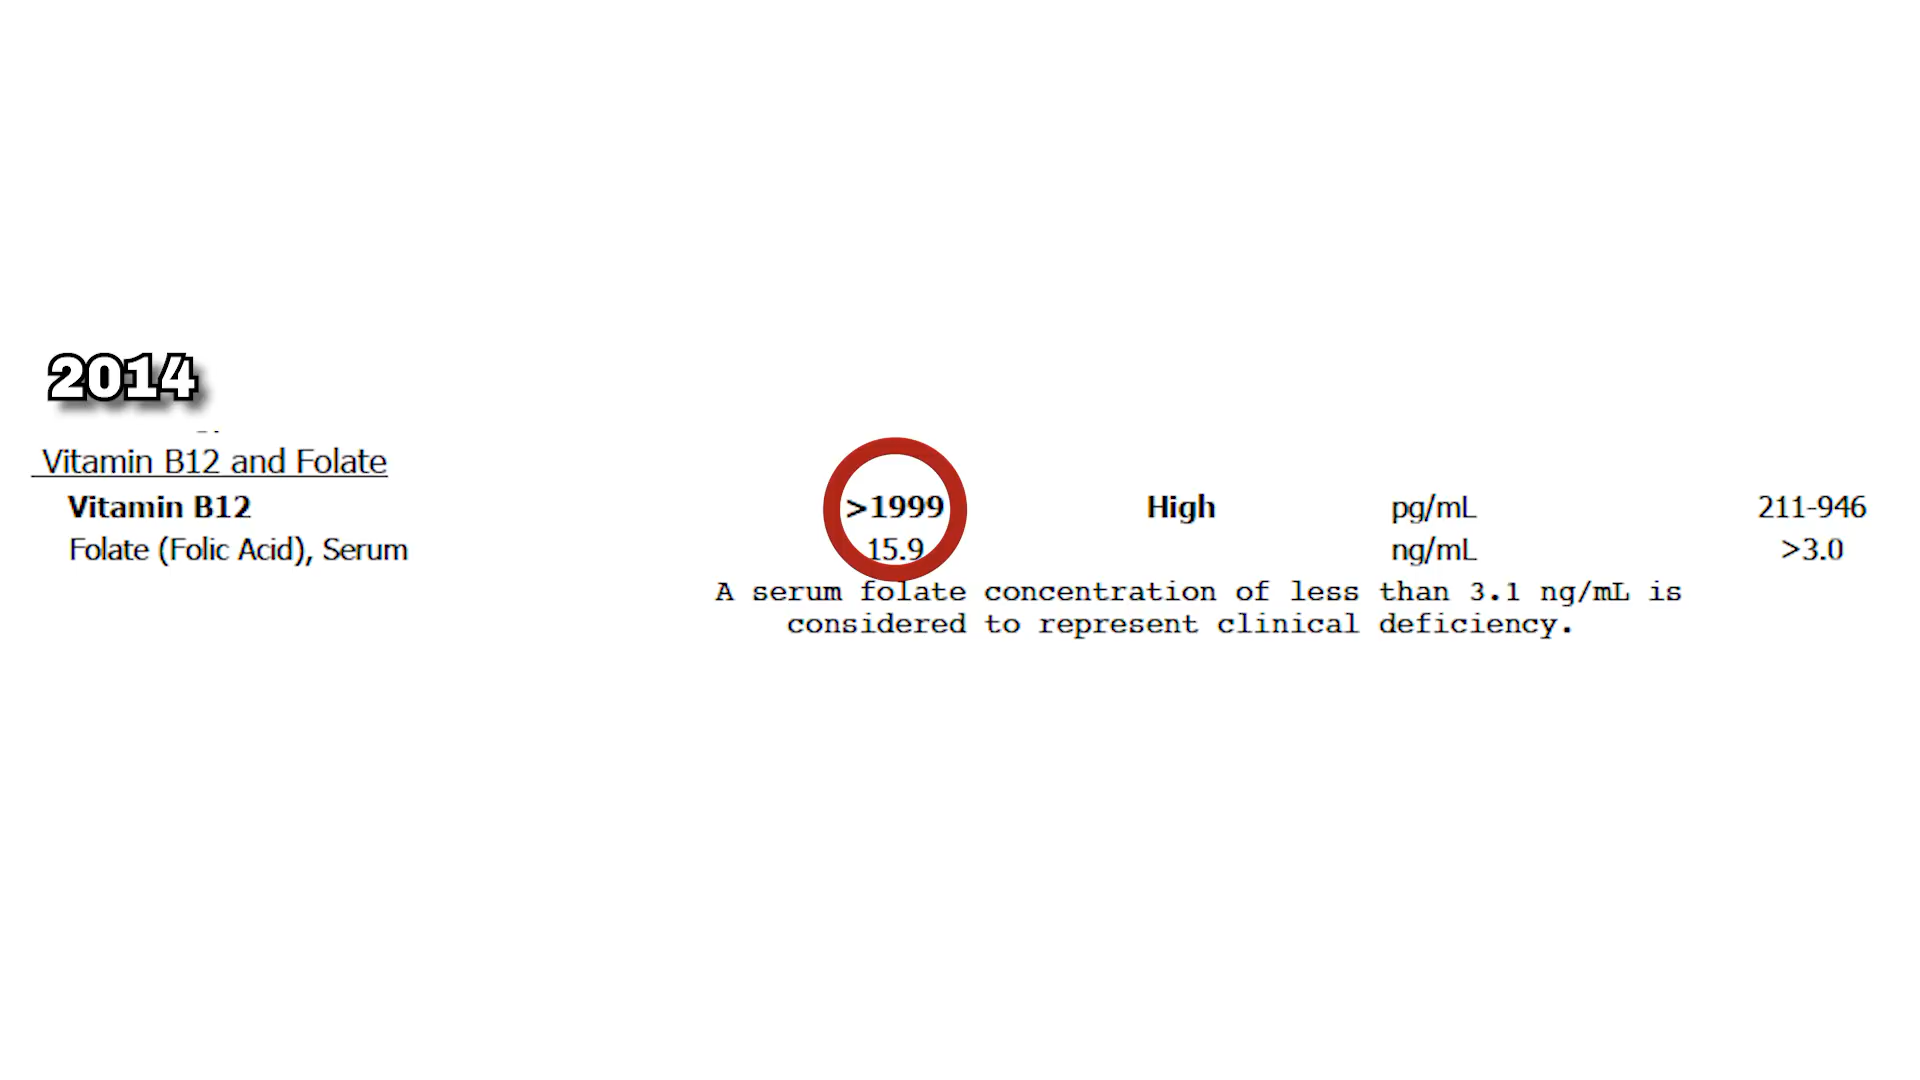 2014
Vitamin B12 and Folate
Vitamin B12 >1999 High pg/mL 211-946
Folate (Folic Acid), Serum 15.9 ng/mL >3.0
A serum folate concentration of less than 3.1 ng/mL is
considered to represent clinical deficiency.